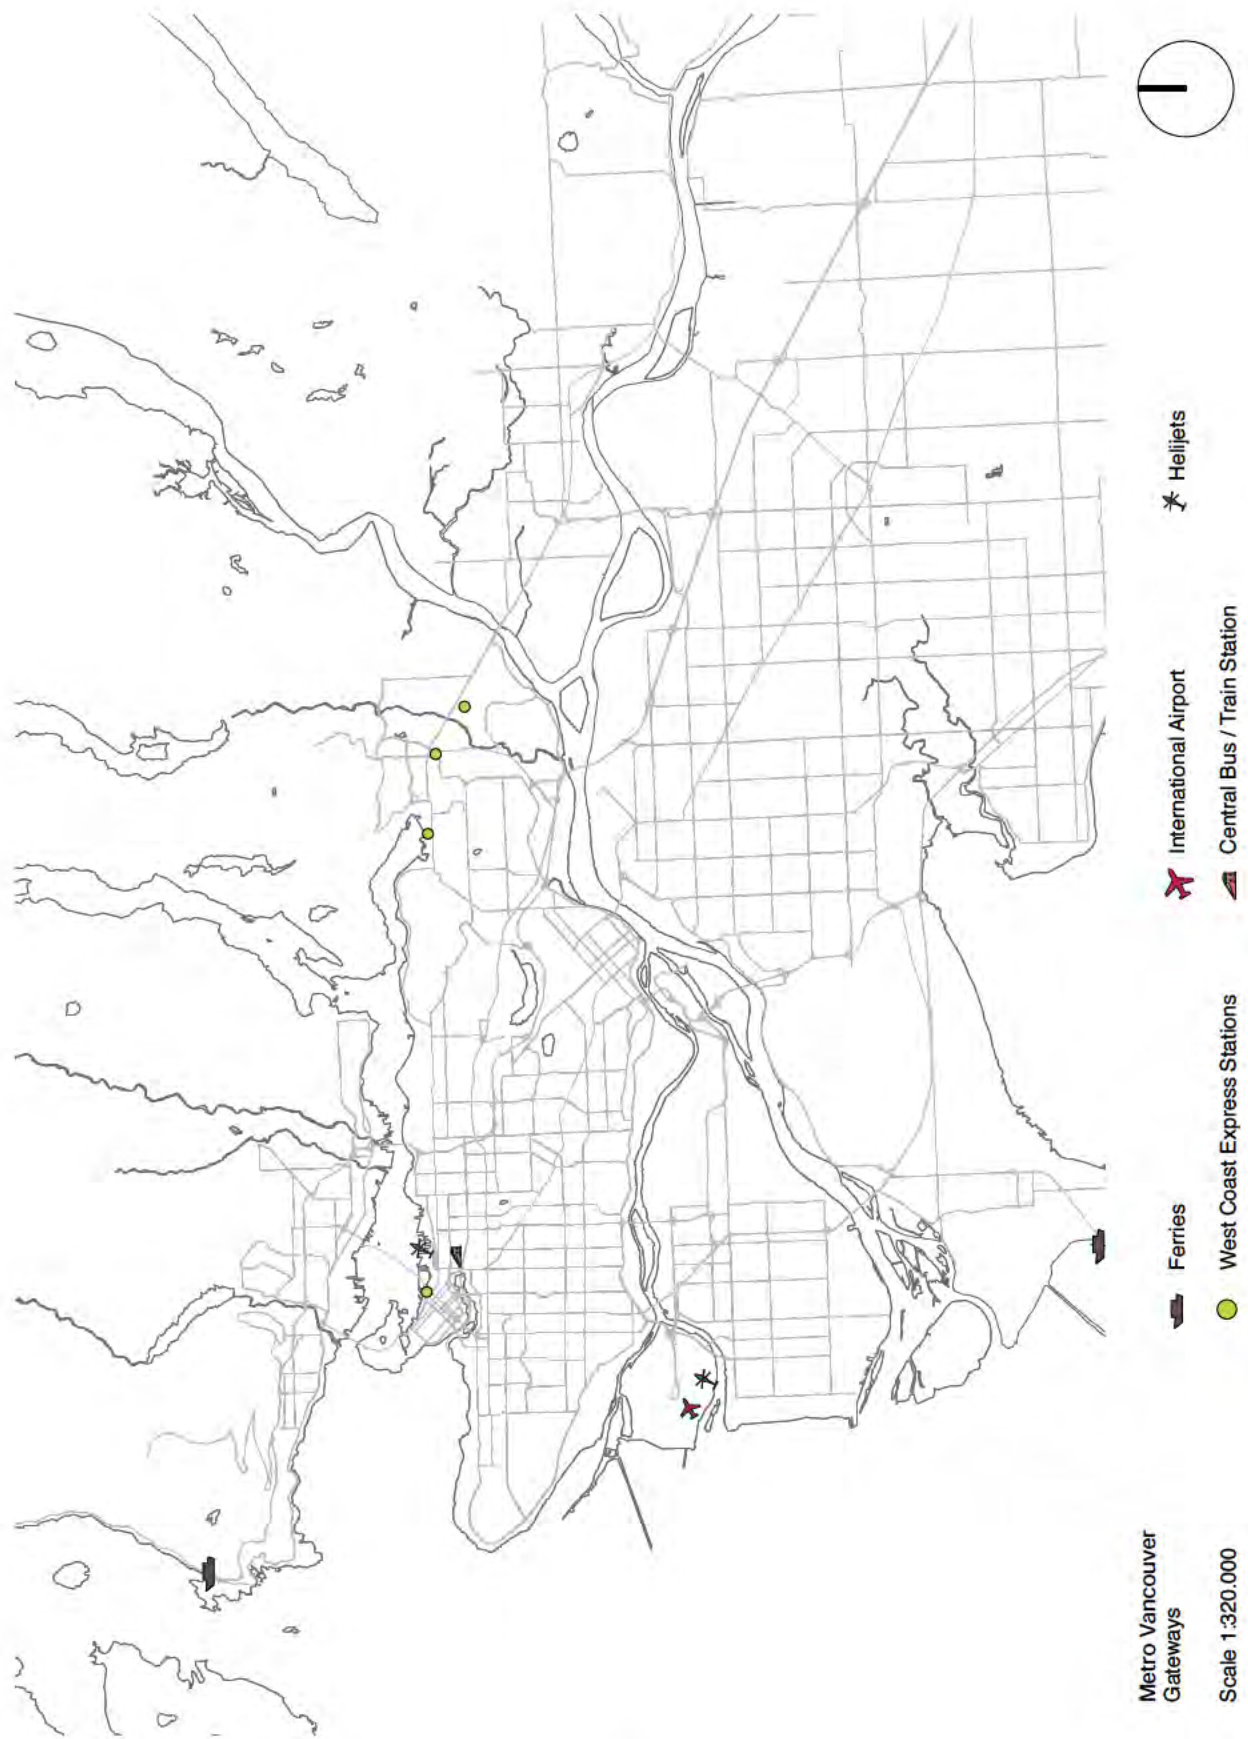 Metro Vancouver
Gateways
Scale 1:320.000
Ferries
West Coast Express Stations
International Airport
Central Bus / Train Station
Helijets